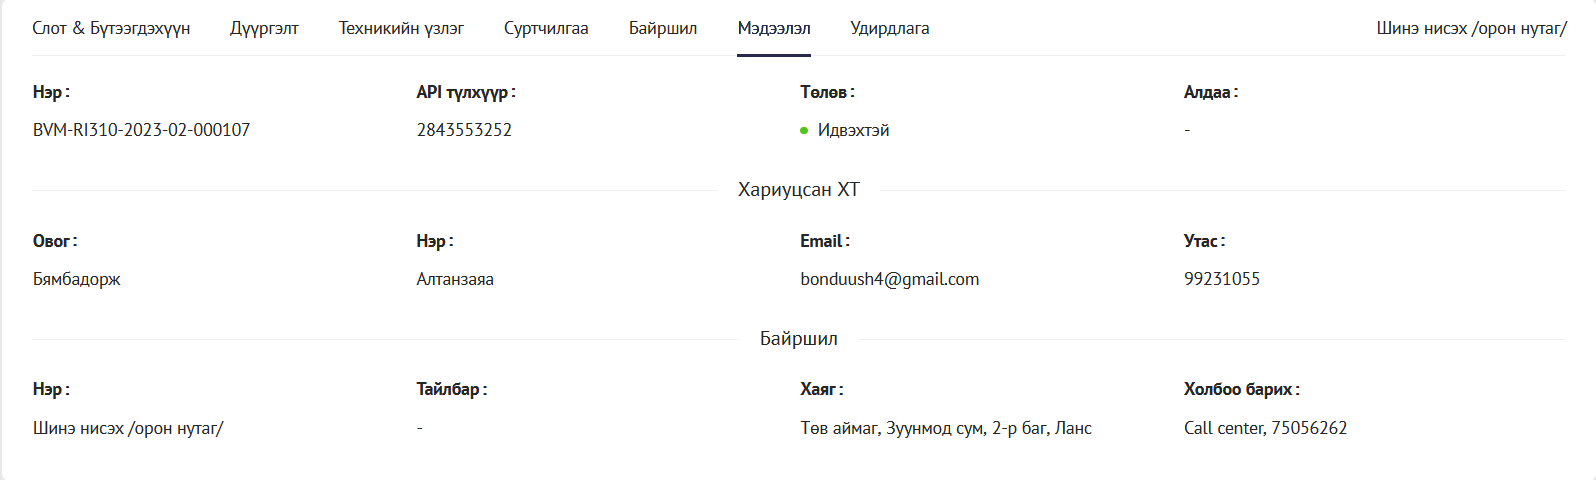 Слот & Бүтээгдэхүүн Дүүргэлт Техникийн үзлэг Суртчилгаа Байршил Мэдээлэл Удирдлага Шинэ нисэх /орон нутаг/
Нэр : API түлхүүр : Төлөв : Алдаа :
BVM-RI310-2023-02-000107 2843553252 Идвэхтэй -
Хариуцсан ХТ
Овог : Нэр : Email : Утас :
Бямбадорж Алтанзаяа bonduush4@gmail.com 99231055
Байршил
Нэр : Тайлбар : Хаяг : Холбоо барих :
Шинэ нисэх /орон нутаг/ - Төв аймаг, Зуунмод сум, 2-р баг, Ланс Call center, 75056262